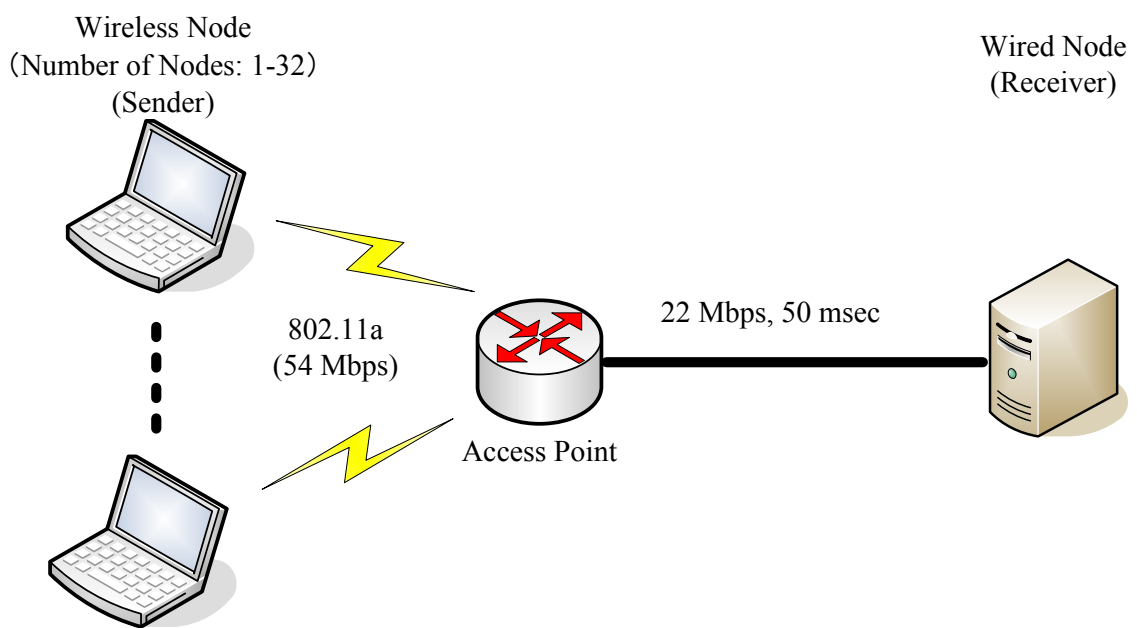 Wireless Node
（Number of Nodes: 1-32）
(Sender)
Wired Node
(Receiver)
802.11a
(54 Mbps)
22 Mbps, 50 msec
Access Point